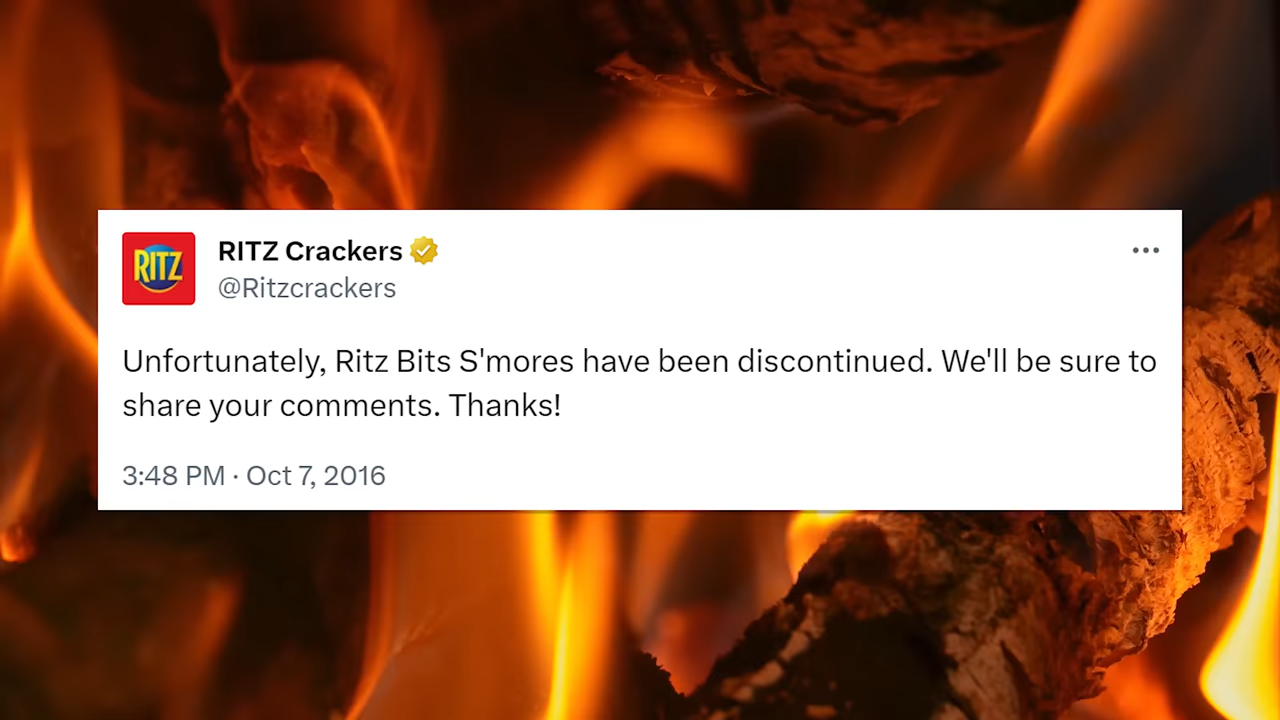 RITZ
RITZ Crackers
@Ritzcrackers
Unfortunately, Ritz Bits S'mores have been discontinued. We'll be sure to
share your comments. Thanks!
3:48 PM · Oct 7, 2016